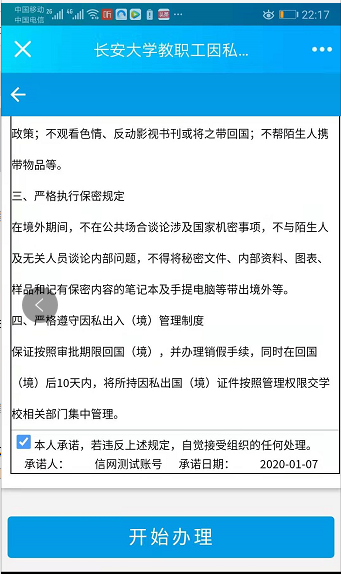 中国移动
中国电信
26
46
22:17
长安大学教职工因私...
政策；不观看色情、反动影视书刊或将之带回国；不帮陌生人携
带物品等。
三、严格执行保密规定
在境外期间，不在公共场合谈论涉及国家机密事项，不与陌生人
及无关人员谈论内部问题，不得将秘密文件、内部资料、图表、
样品和记有保密内容的笔记本及手提电脑等带出境外等。
四、严格遵守因私出入（境）管理制度
保证按照审批期限回国（境），并办理销假手续，同时在回国
（境）后10天内，将所持因私出国（境）证件按照管理权限交学
校相关部门集中管理。
本人承诺，若违反上述规定，自觉接受组织的任何处理。
承诺人： 信网测试账号 承诺日期： 2020-01-07
开始办理